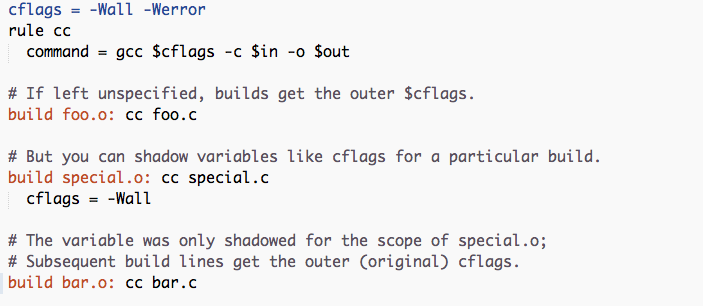 cflags = -Wall -Werror
rule cc
  command = gcc $cflags -c $in -o $out
# If left unspecified, builds get the outer $cflags.
build foo.o: cc foo.c
# But you can shadow variables like cflags for a particular build.
build special.o: cc special.c
  cflags = -Wall
# The variable was only shadowed for the scope of special.o;
# Subsequent build lines get the outer (original) cflags.
build bar.o: cc bar.c